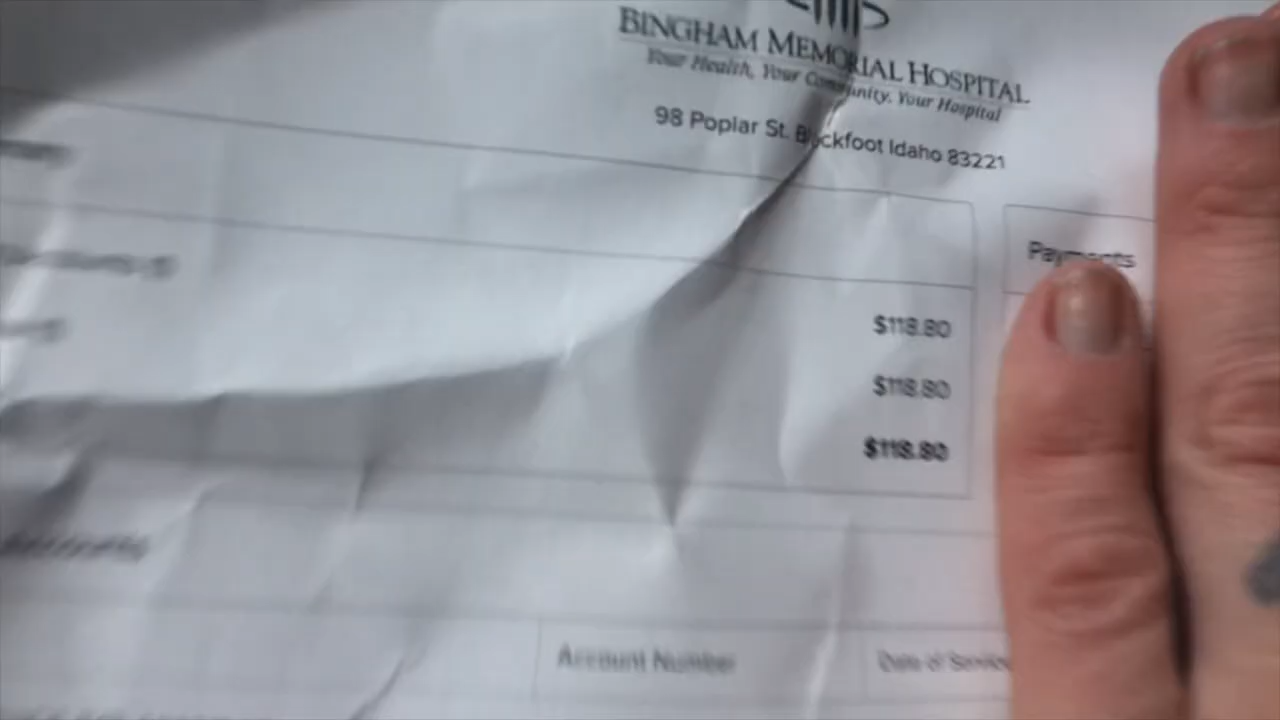 BINGHAM MEMORIAL HOSPITAL
Your Health, Your Community, Your Hospital
98 Poplar St. Blackfoot Idaho 83221
Payments
$118.80
$118.80
$118.80
Account Number
Date of Service